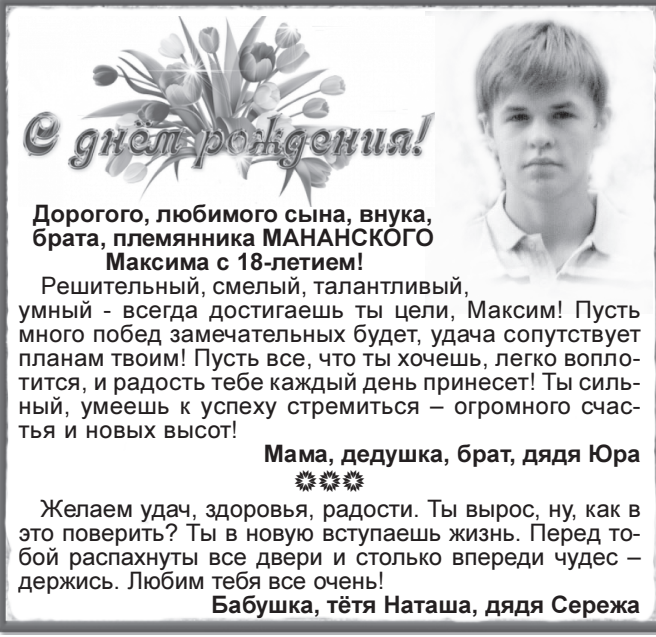 С днём рождения!
Дорогого, любимого сына, внука,
брата, племянника МАНАНСКОГО
Максима с 18-летием!
Решительный, смелый, талантливый,
умный - всегда достигаешь ты цели, Максим! Пусть
много побед замечательных будет, удача сопутствует
планам твоим! Пусть все, что ты хочешь, легко вопло-
тится, и радость тебе каждый день принесет! Ты силь-
ный, умеешь к успеху стремиться – огромного счас-
тья и новых высот!
Мама, дедушка, брат, дядя Юра
Желаем удач, здоровья, радости. Ты вырос, ну, как в
это поверить? Ты в новую вступаешь жизнь. Перед то-
бой распахнуты все двери и столько впереди чудес –
держись. Любим тебя все очень!
Бабушка, тётя Наташа, дядя Сережа